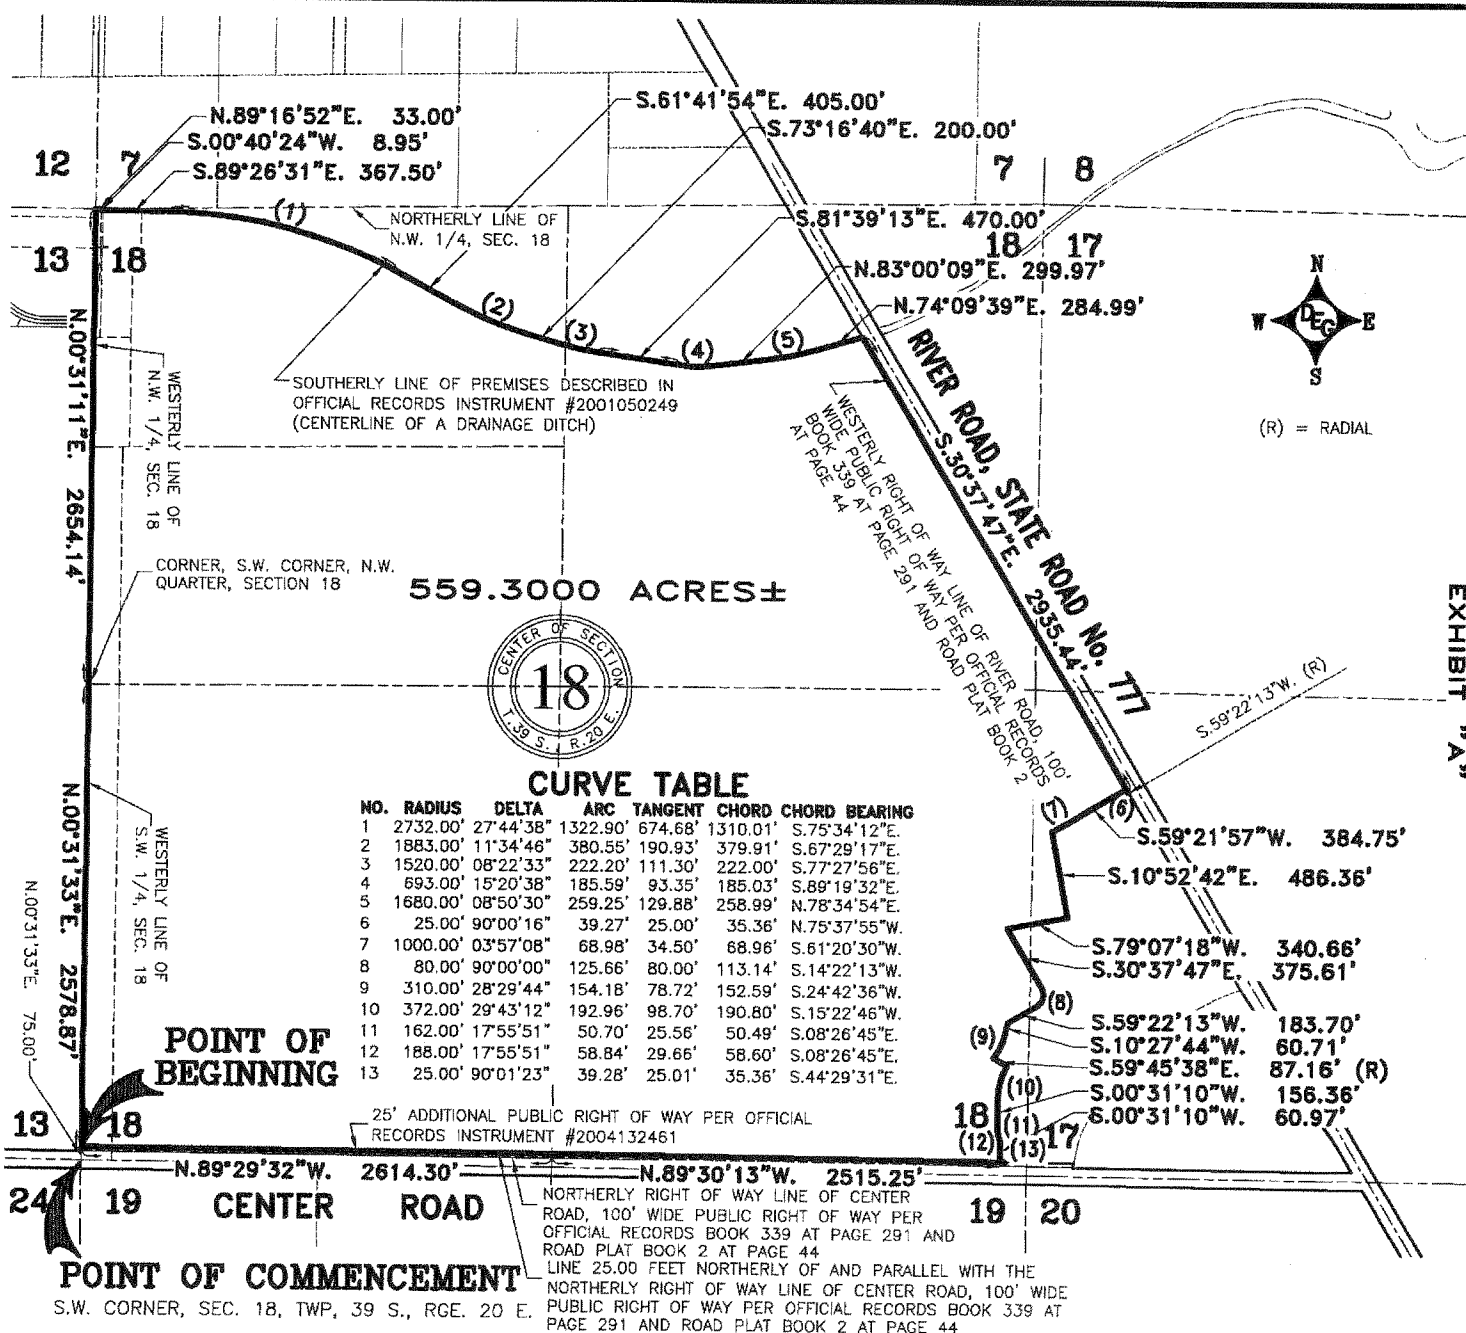 N.89°16'52"E. 33.00'
S.00°40'24"W. 8.95'
S.89°26'31"E. 367.50'
S.61°41'54"E. 405.00'
S.73°16'40"E. 200.00'
12 7
7 8
(1)
NORTHERLY LINE OF
N.W. 1/4, SEC. 18
S.81°39'13"E. 470.00'
18 17
13 18
N.83°00'09"E. 299.97'
N.74°09'39"E. 284.99'
(2)
(3)
(4)
(5)
N
W E
S
DEG
(R) = RADIAL
SOUTHERLY LINE OF PREMISES DESCRIBED IN
OFFICIAL RECORDS INSTRUMENT #2001050249
(CENTERLINE OF A DRAINAGE DITCH)
N.00°31'11"E. 2654.14'
WESTERLY LINE OF
N.W. 1/4, SEC. 18
RIVER ROAD, STATE ROAD No. 777
S.30°37'47"E. 2935.44'
WESTERLY RIGHT OF WAY LINE OF RIVER ROAD, 100'
WIDE PUBLIC RIGHT OF WAY PER OFFICIAL RECORDS
BOOK 339 AT PAGE 291 AND ROAD PLAT BOOK 2
AT PAGE 44
CORNER, S.W. CORNER, N.W.
QUARTER, SECTION 18
559.3000 ACRES±
CENTER OF SECTION
18
T.39 S., R.20 E.
EXHIBIT "A"
S.59°22'13"W. (R)
CURVE TABLE
NO. RADIUS DELTA ARC TANGENT CHORD CHORD BEARING
1 2732.00' 27°44'38" 1322.90' 674.68' 1310.01' S.75°34'12"E.
2 1883.00' 11°34'46" 380.55' 190.93' 379.91' S.67°29'17"E.
3 1520.00' 08°22'33" 222.20' 111.30' 222.00' S.77°27'56"E.
4 693.00' 15°20'38" 185.59' 93.35' 185.03' S.89°19'32"E.
5 1680.00' 08°50'30" 259.25' 129.88' 258.99' N.78°34'54"E.
6 25.00' 90°00'16" 39.27' 25.00' 35.36' N.75°37'55"W.
7 1000.00' 03°57'08" 68.98' 34.50' 68.96' S.61°20'30"W.
8 80.00' 90°00'00" 125.66' 80.00' 113.14' S.14°22'13"W.
9 310.00' 28°29'44" 154.18' 78.72' 152.59' S.24°42'36"W.
10 372.00' 29°43'12" 192.96' 98.70' 190.80' S.15°22'46"W.
11 162.00' 17°55'51" 50.70' 25.56' 50.49' S.08°26'45"E.
12 188.00' 17°55'51" 58.84' 29.66' 58.60' S.08°26'45"E.
13 25.00' 90°01'23" 39.28' 25.01' 35.36' S.44°29'31"E.
(7)
(6)
S.59°21'57"W. 384.75'
S.10°52'42"E. 486.36'
S.79°07'18"W. 340.66'
S.30°37'47"E. 375.61'
(8)
S.59°22'13"W. 183.70'
(9)
S.10°27'44"W. 60.71'
S.59°45'38"E. 87.16' (R)
(10)
S.00°31'10"W. 156.36'
(11)
S.00°31'10"W. 60.97'
(12)
(13)
18 17
N.00°31'33"E. 2578.87'
WESTERLY LINE OF
S.W. 1/4, SEC. 18
N.00°31'33"E. 75.00'
POINT OF
BEGINNING
13 18
25' ADDITIONAL PUBLIC RIGHT OF WAY PER OFFICIAL
RECORDS INSTRUMENT #2004132461
N.89°29'32"W. 2614.30'
N.89°30'13"W. 2515.25'
24 19
CENTER ROAD
19 20
NORTHERLY RIGHT OF WAY LINE OF CENTER
ROAD, 100' WIDE PUBLIC RIGHT OF WAY PER
OFFICIAL RECORDS BOOK 339 AT PAGE 291 AND
ROAD PLAT BOOK 2 AT PAGE 44
POINT OF COMMENCEMENT
S.W. CORNER, SEC. 18, TWP, 39 S., RGE. 20 E.
LINE 25.00 FEET NORTHERLY OF AND PARALLEL WITH THE
NORTHERLY RIGHT OF WAY LINE OF CENTER ROAD, 100' WIDE
PUBLIC RIGHT OF WAY PER OFFICIAL RECORDS BOOK 339 AT
PAGE 291 AND ROAD PLAT BOOK 2 AT PAGE 44